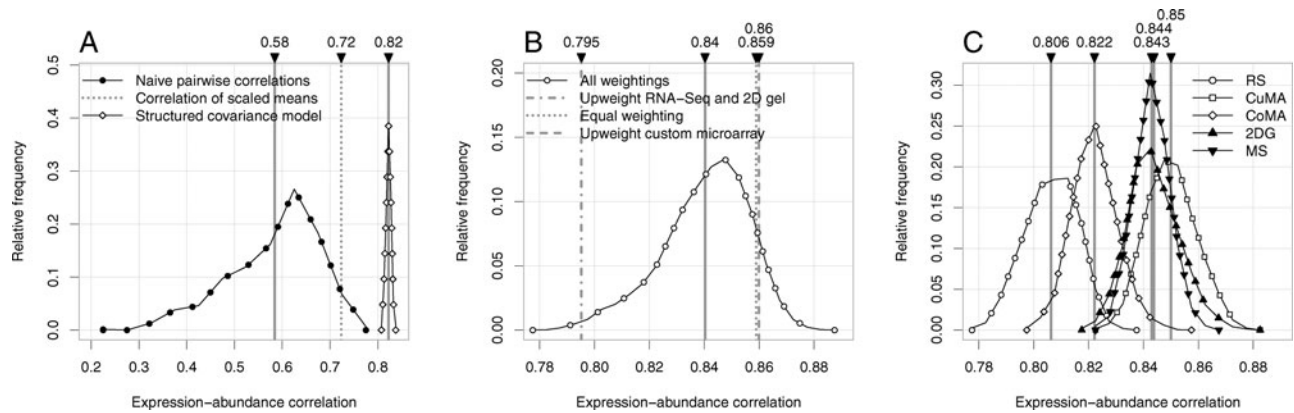 A
0.58
0.72
0.82
Naive pairwise correlations
Correlation of scaled means
Structured covariance model
Relative frequency
0.5
0.4
0.3
0.2
0.1
0.0
0.2
0.3
0.4
0.5
0.6
0.7
0.8
Expression−abundance correlation
B
0.795
0.84
0.86
0.859
All weightings
Upweight RNA−Seq and 2D gel
Equal weighting
Upweight custom microarray
Relative frequency
0.20
0.15
0.10
0.05
0.00
0.78
0.80
0.82
0.84
0.86
0.88
Expression−abundance correlation
C
0.806
0.822
0.85
0.844
0.843
RS
CuMA
CoMA
2DG
MS
Relative frequency
0.30
0.25
0.20
0.15
0.10
0.05
0.00
0.78
0.80
0.82
0.84
0.86
0.88
Expression−abundance correlation